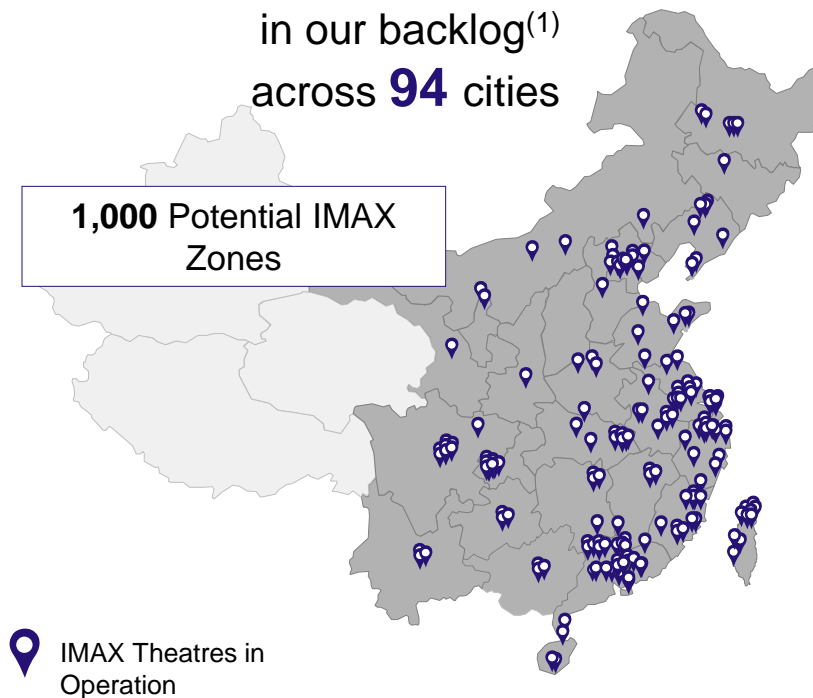 in our backlog(1)
across 94 cities
1,000 Potential IMAX
Zones
IMAX Theatres in
Operation